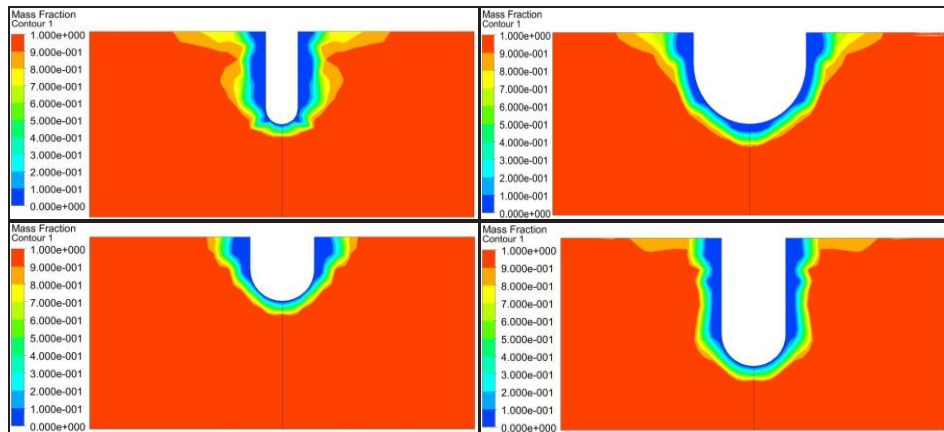 Mass Fraction
Contour 1
1.000e+000
9.000e-001
8.000e-001
7.000e-001
6.000e-001
5.000e-001
4.000e-001
3.000e-001
2.000e-001
1.000e-001
0.000e+000
Mass Fraction
Contour 1
1.000e+000
9.000e-001
8.000e-001
7.000e-001
6.000e-001
5.000e-001
4.000e-001
3.000e-001
2.000e-001
1.000e-001
0.000e+000
Mass Fraction
Contour 1
1.000e+000
9.000e-001
8.000e-001
7.000e-001
6.000e-001
5.000e-001
4.000e-001
3.000e-001
2.000e-001
1.000e-001
0.000e+000
Mass Fraction
Contour 1
1.000e+000
9.000e-001
8.000e-001
7.000e-001
6.000e-001
5.000e-001
4.000e-001
3.000e-001
2.000e-001
1.000e-001
0.000e+000